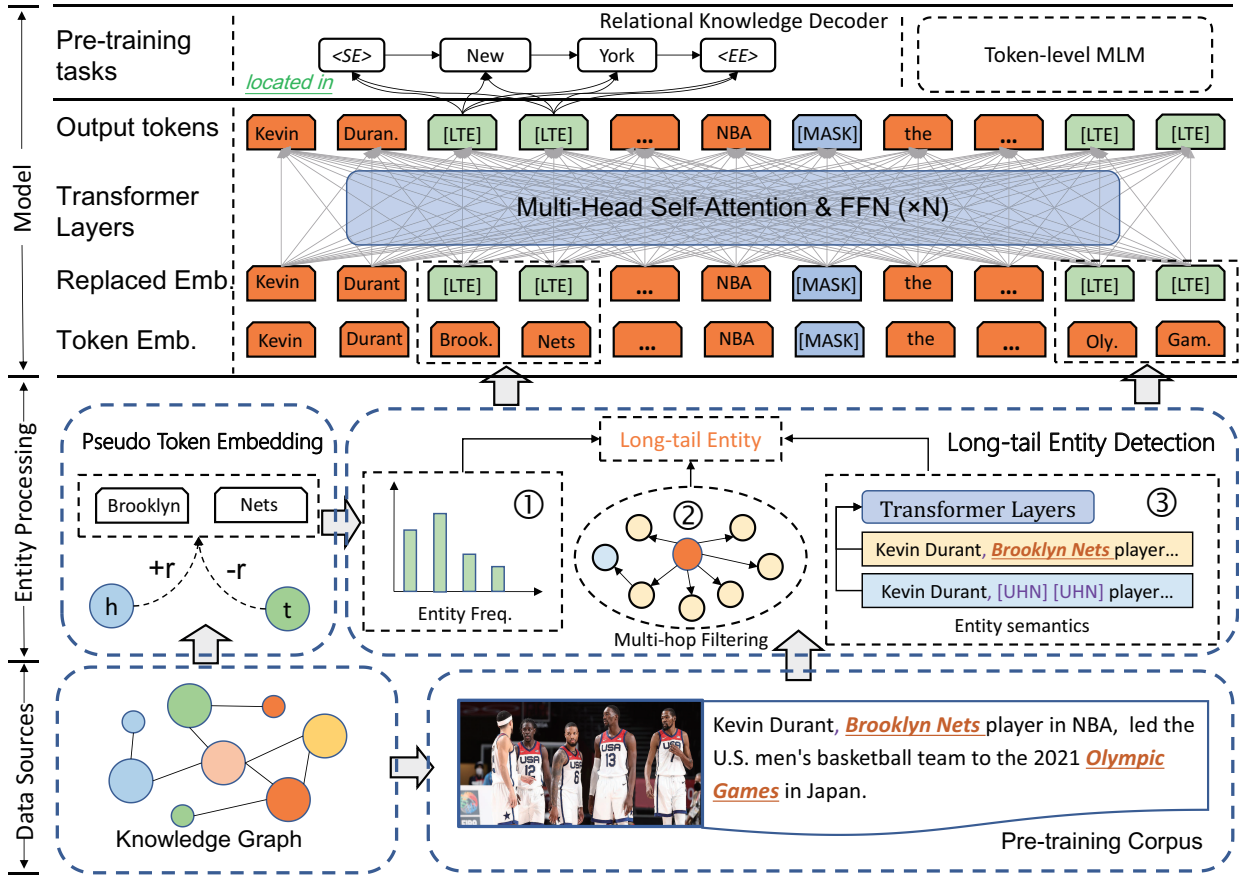 Model
Entity Processing
Data Sources
Pre-training
tasks
Relational Knowledge Decoder
<SE> New York <EE>
located in
Token-level MLM
Output tokens
Kevin Duran. [LTE] [LTE] ... NBA [MASK] the ... [LTE] [LTE]
Transformer
Layers
Multi-Head Self-Attention & FFN (×N)
Replaced Emb.
Kevin Durant [LTE] [LTE] ... NBA [MASK] the ... [LTE] [LTE]
Token Emb.
Kevin Durant Brook. Nets ... NBA [MASK] the ... Oly. Gam.
Pseudo Token Embedding
Brooklyn Nets
+r -r
h t
Long-tail Entity
Long-tail Entity Detection
①
Entity Freq.
②
Multi-hop Filtering
③
Transformer Layers
Kevin Durant, Brooklyn Nets player...
Kevin Durant, [UHN] [UHN] player...
Entity semantics
Knowledge Graph
USA
12
USA
6
USA
13
7
Kevin Durant, Brooklyn Nets player in NBA, led the
U.S. men's basketball team to the 2021 Olympic
Games in Japan.
Pre-training Corpus